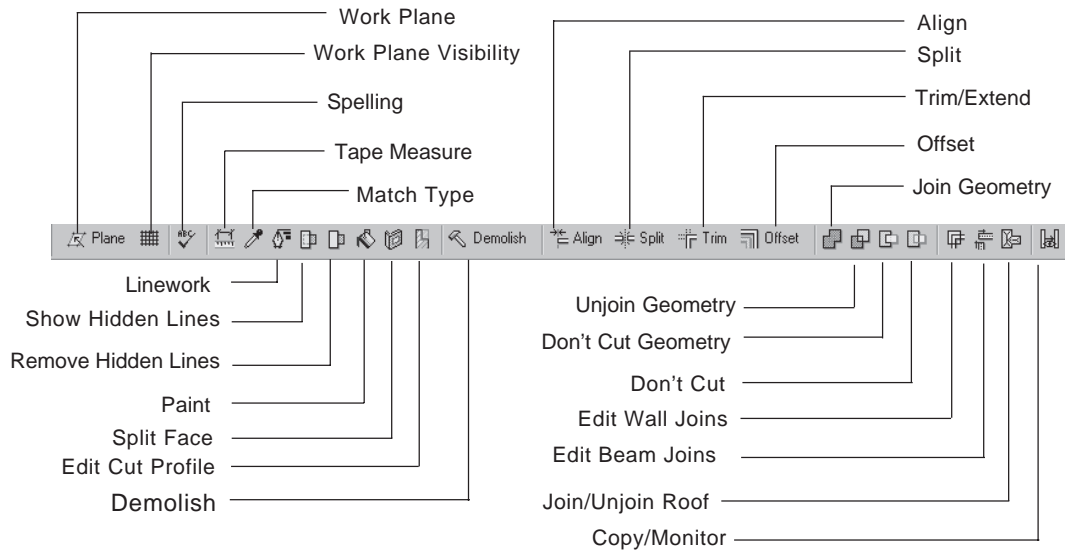 Work Plane
Work Plane Visibility
Spelling
Tape Measure
Match Type
Align
Split
Trim/Extend
Offset
Join Geometry
Plane ABC Demolish Align Split Trim Offset
Linework
Show Hidden Lines
Remove Hidden Lines
Paint
Split Face
Edit Cut Profile
Demolish
Unjoin Geometry
Don't Cut Geometry
Don't Cut
Edit Wall Joins
Edit Beam Joins
Join/Unjoin Roof
Copy/Monitor